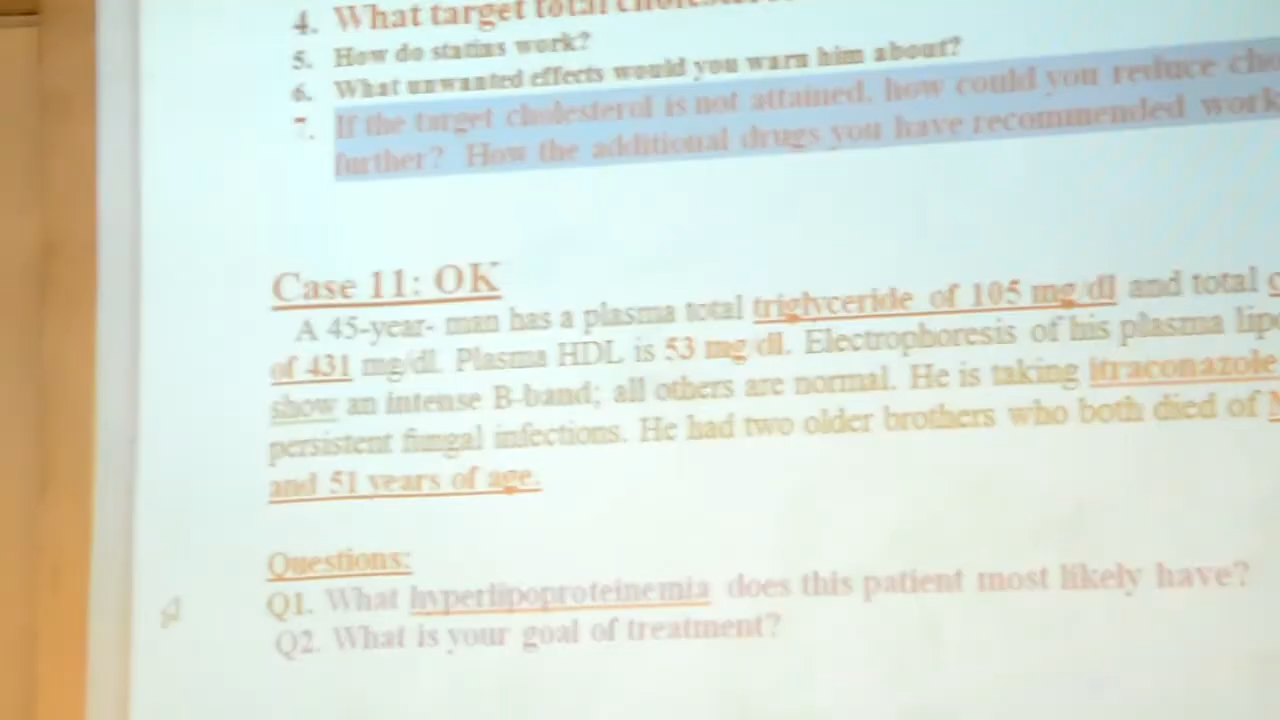 4. What target total
5. How do statins work?
6. What unwanted effects would you warn him about?
7. If the target cholesterol is not attained, how could you reduce cho
further? How the additional drugs you have recommended work
Case 11: OK
A 45-year- man has a plasma total triglyceride of 105 mg/dl and total
of 431 mg/dl. Plasma HDL is 53 mg/dl. Electrophoresis of his plasma lip
show an intense B-band; all others are normal. He is taking itraconazole
persistent fungal infections. He had two older brothers who both died of
and 51 years of age.
Questions:
Q1. What hyperlipoproteinemia does this patient most likely have?
Q2. What is your goal of treatment?